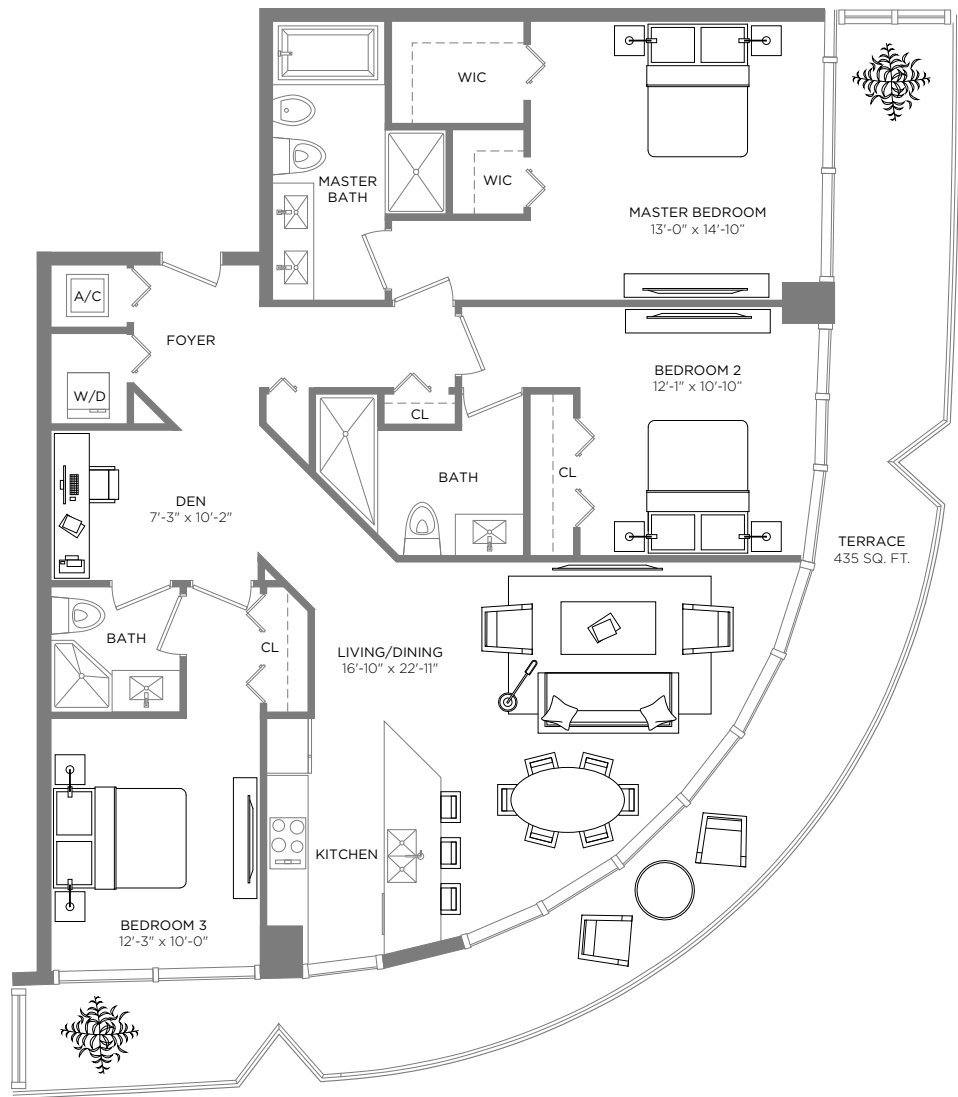 WIC
WIC
MASTER
BATH
MASTER BEDROOM
13'-0" x 14'-10"
A/C
FOYER
W/D
BEDROOM 2
12'-1" x 10'-10"
CL
BATH
CL
DEN
7'-3" x 10'-2"
TERRACE
435 SQ. FT.
BATH
CL
LIVING/DINING
16'-10" x 22'-11"
KITCHEN
BEDROOM 3
12'-3" x 10'-0"